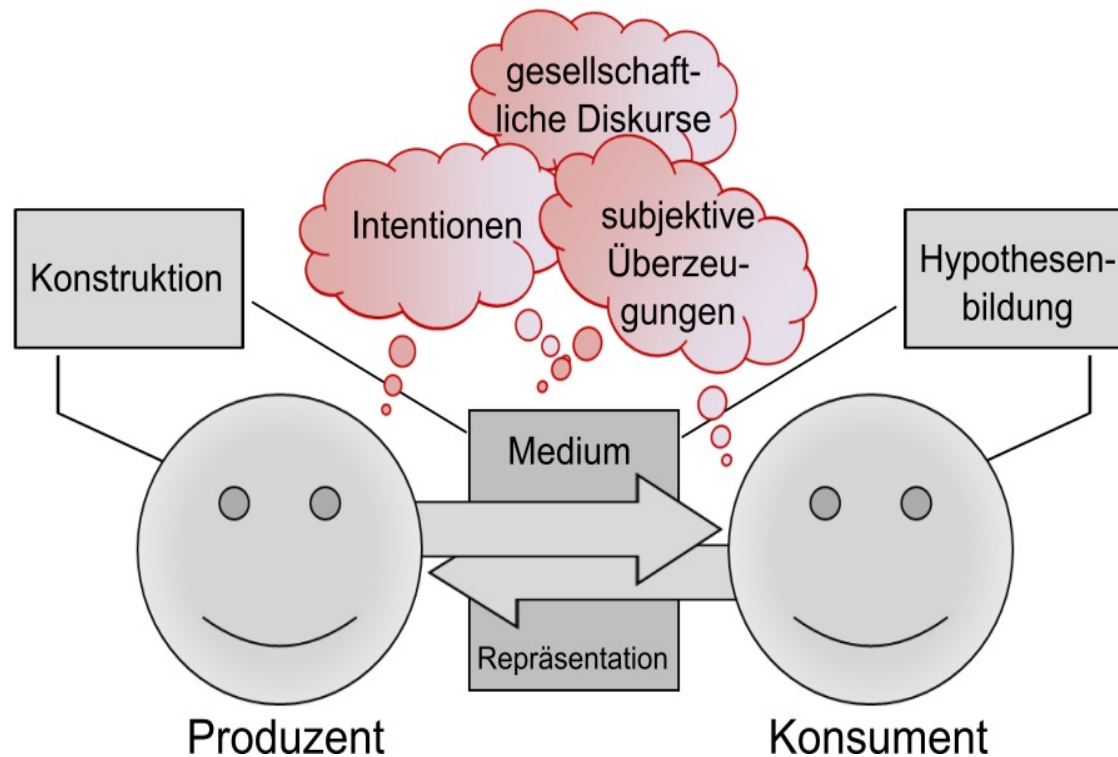 gesellschaft-
liche Diskurse
Intentionen
subjektive
Überzeu-
gungen
Konstruktion
Hypothesen-
bildung
Medium
Repräsentation
Produzent
Konsument